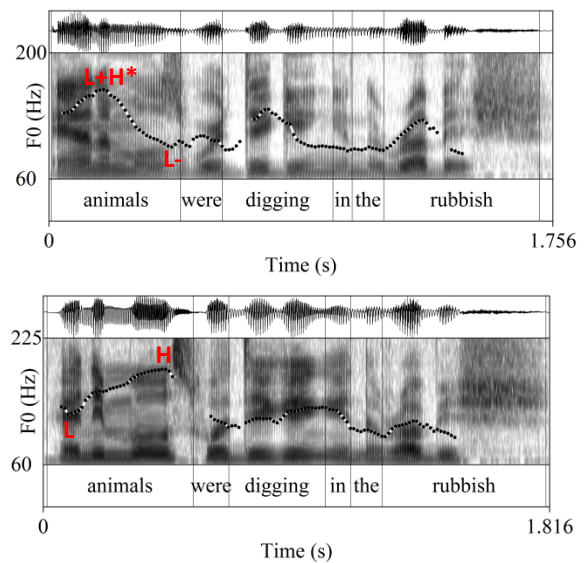 200
L+H*
F0 (Hz)
L-
60
animals were digging in the rubbish
0 1.756
Time (s)
225
H
F0 (Hz)
L
60
animals were digging in the rubbish
0 1.816
Time (s)